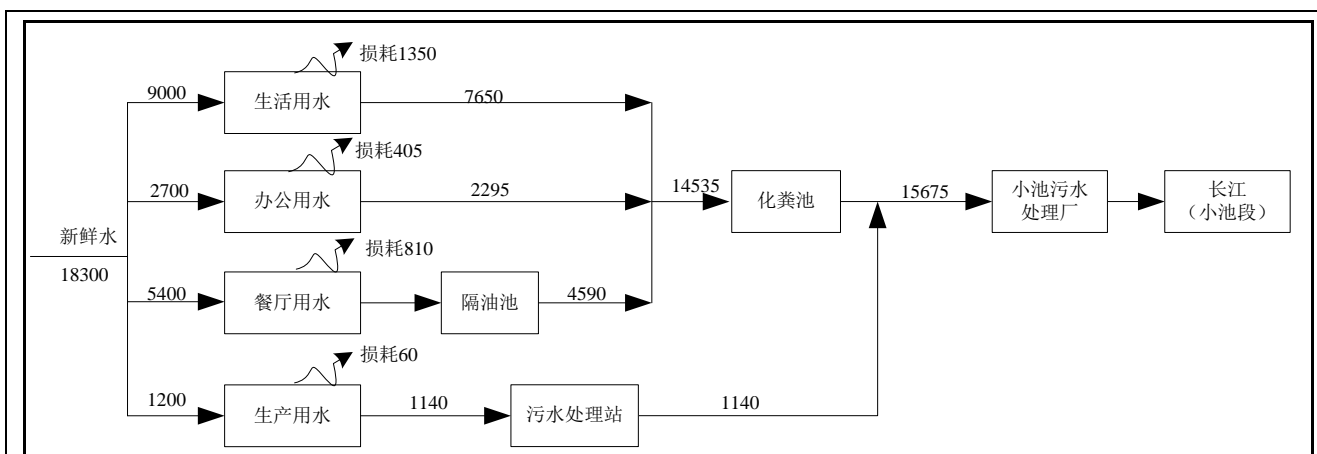 损耗1350
9000
生活用水
7650
损耗405
2700
办公用水
2295
14535
化粪池
15675
小池污水
处理厂
长江
（小池段）
新鲜水
18300
损耗810
5400
餐厅用水
隔油池
4590
损耗60
1200
生产用水
1140
污水处理站
1140